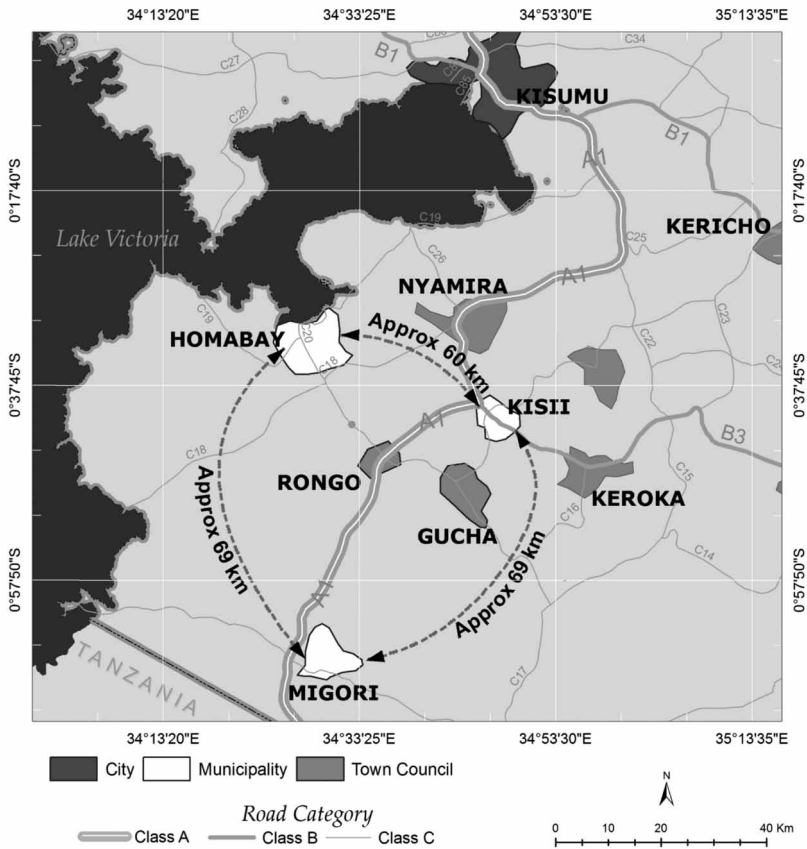 34°13'20"E 34°33'25"E 34°53'30"E 35°13'35"E
C34
B1
C27
C85
KISUMU
C28
B1
A1
0°17'40"S 0°17'40"S
C19
KERICHO
Lake Victoria
C25
C26
A1
NYAMIRA
C19
C23
HOMABAY
C20
Approx 60 km
C22
C18
0°37'45"S 0°37'45"S
KISII
A1
B3
C18
RONGO
C15
KEROKA
Approx 69 km
GUCHA
C16
Approx 69 km
C14
0°57'50"S 0°57'50"S
A1
TANZANIA
C17
MIGORI
34°13'20"E 34°33'25"E 34°53'30"E 35°13'35"E
City Municipality Town Council
N
Road Category
Class A Class B Class C
0 10 20 40 Km